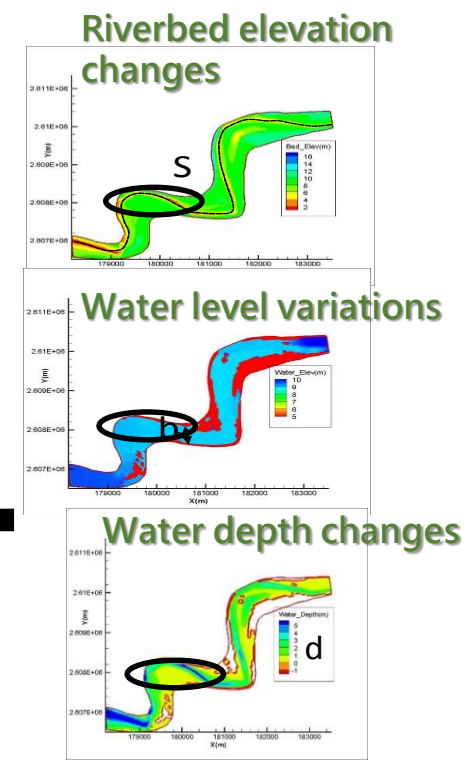 Riverbed elevation
changes
2.611E+06
2.61E+06
2.609E+06
2.608E+06
2.607E+06
Y(m)
S
Bed_Elev(m)
16
14
12
10
8
6
4
2
179000 180000 181000 182000 183000
Water level variations
2.611E+06
2.61E+06
2.609E+06
2.608E+06
2.607E+06
Y(m)
h
Water_Elev(m)
10
9
8
7
6
5
179000 180000 181000 182000 183000
X(m)
Water depth changes
2.611E+06
2.61E+06
2.609E+06
2.608E+06
2.607E+06
Y(m)
Water_Depth(m)
5
4
3
2
1
0
-1
d
179000 180000 181000 182000 183000
X(m)